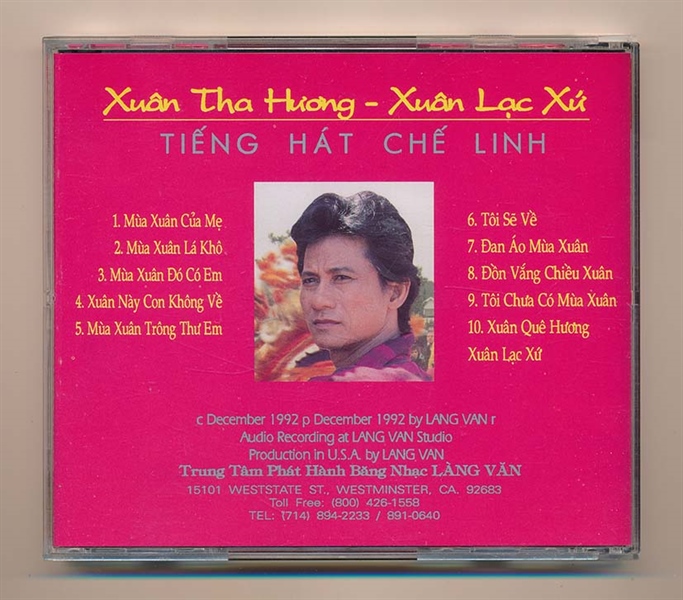 Xuân Tha Hương - Xuân Lạc Xứ
TIẾNG HÁT CHẾ LINH
1. Mùa Xuân Của Mẹ
2. Mùa Xuân Lá Khô
3. Mùa Xuân Đó Có Em
4. Xuân Này Con Không Về
5. Mùa Xuân Trông Thư Em
6. Tôi Sẽ Về
7. Đan Áo Mùa Xuân
8. Đồn Vắng Chiều Xuân
9. Tôi Chưa Có Mùa Xuân
10. Xuân Quê Hương
Xuân Lạc Xứ
c December 1992 p December 1992 by LANG VAN r
Audio Recording at LANG VAN Studio
Production in U.S.A. by LANG VAN
Trung Tâm Phát Hành Băng Nhạc LÀNG VĂN
15101 WESTSTATE ST., WESTMINSTER, CA. 92683
Toll Free: (800) 426-1558
TEL: (714) 894-2233 / 891-0640